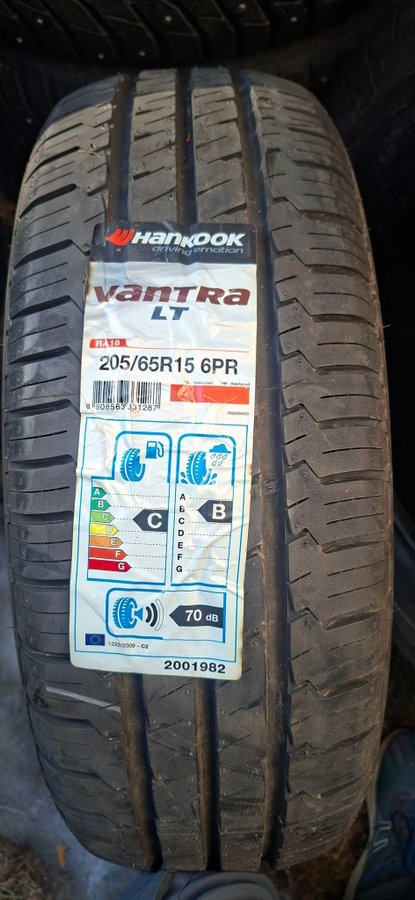 HANKOOK
driving emotion
VANTRA
LT
RA18
205/65R15 6PR
8 808563 331287
A
B
C
D
E
F
G
C
A
B
C
D
E
F
G
B
70 dB
1222/2009 - C2
2001982